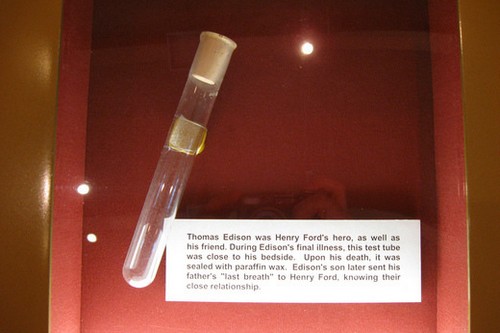 Thomas Edison was Henry Ford's hero, as well as
his friend. During Edison's final illness, this test tube
was close to his bedside. Upon his death, it was
sealed with paraffin wax. Edison's son later sent his
father's "last breath" to Henry Ford, knowing their
close relationship.